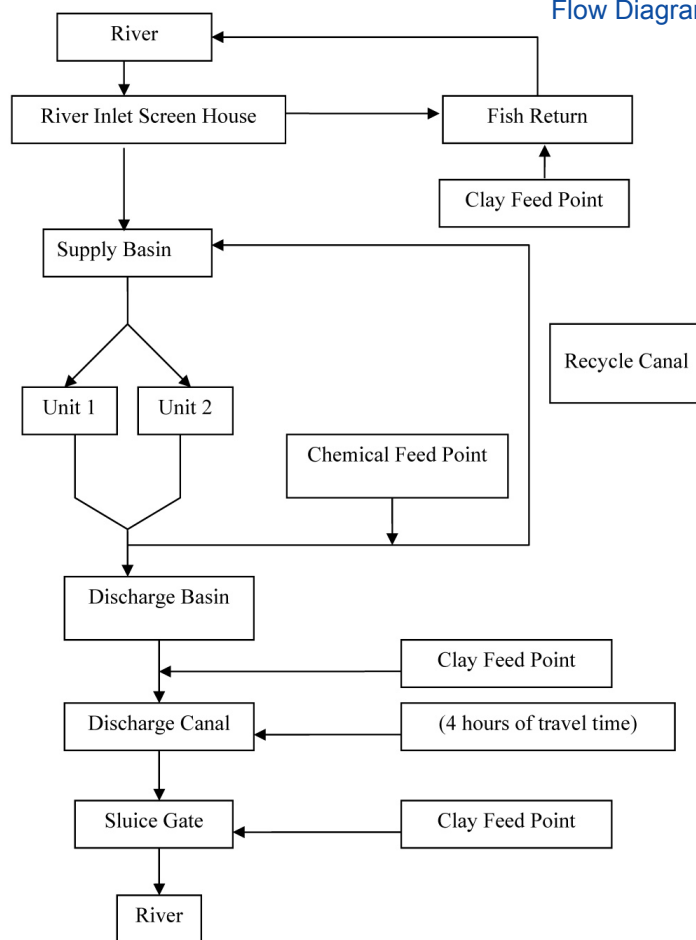 Flow Diagra
River
River Inlet Screen House
Fish Return
Clay Feed Point
Supply Basin
Recycle Canal
Unit 1
Unit 2
Chemical Feed Point
Discharge Basin
Clay Feed Point
Discharge Canal
(4 hours of travel time)
Sluice Gate
Clay Feed Point
River